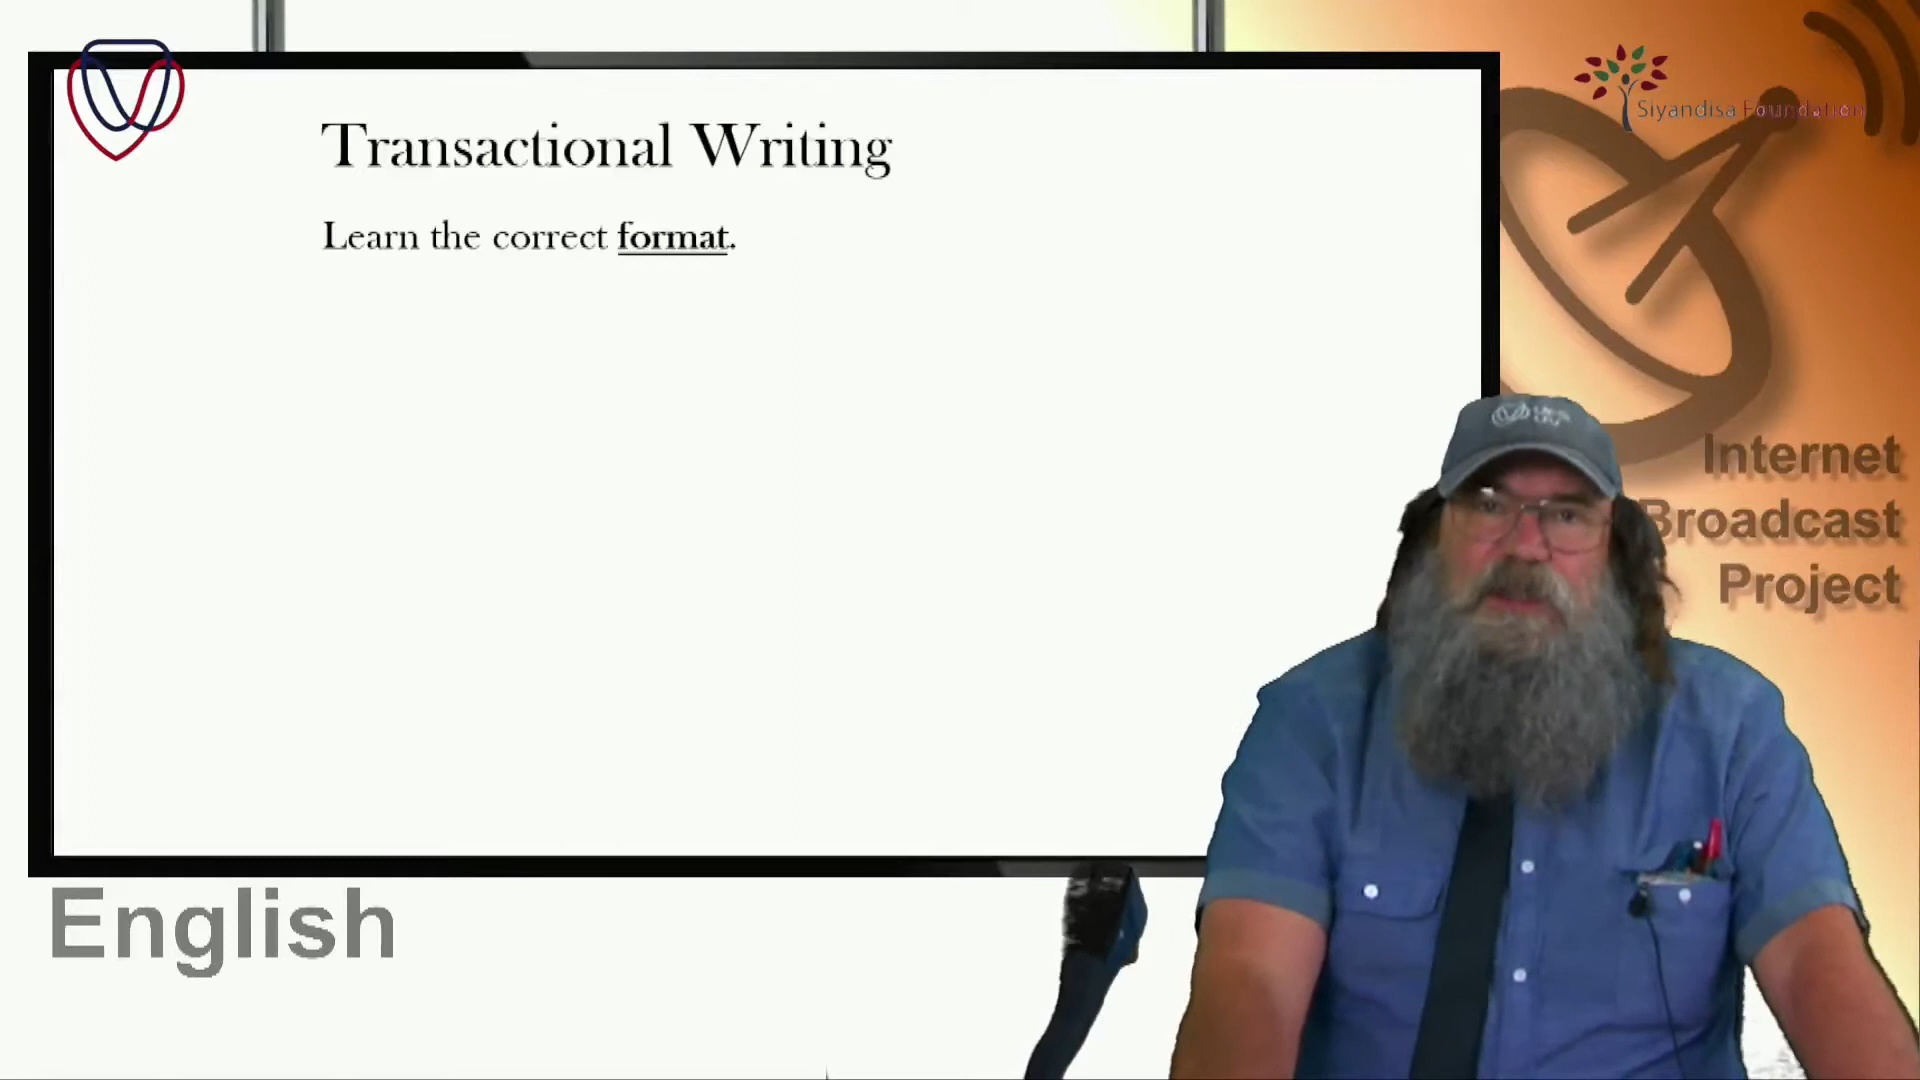 Transactional Writing
Learn the correct format.
Siyandisa Foundation
Internet
Broadcast
Project
English